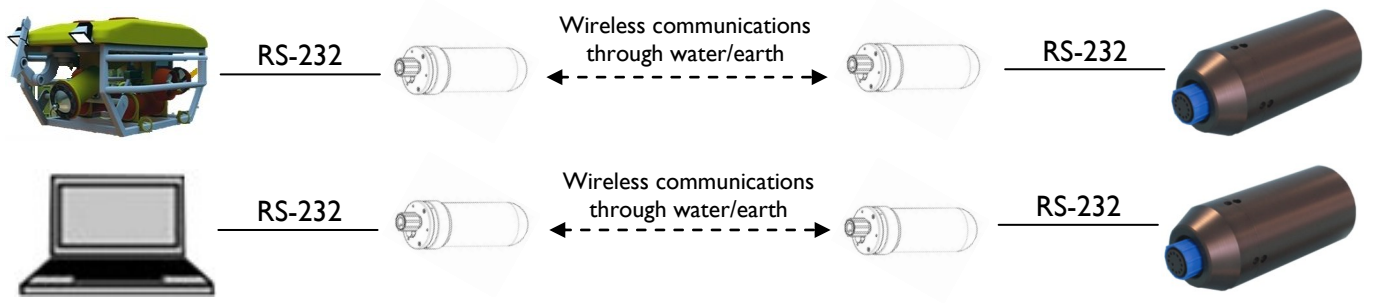 RS-232
Wireless communications
through water/earth
RS-232
RS-232
Wireless communications
through water/earth
RS-232